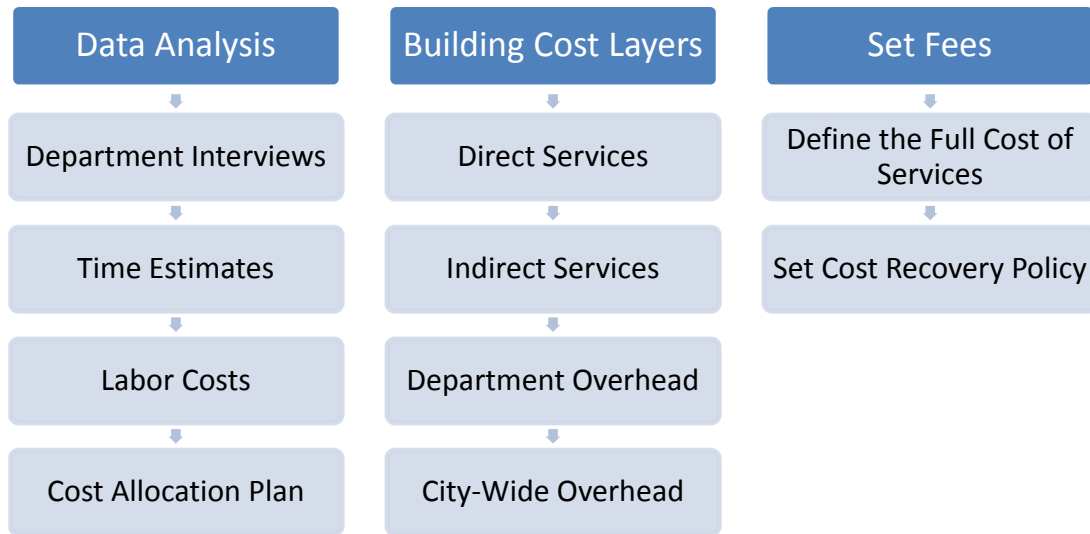 Data Analysis
Department Interviews
Time Estimates
Labor Costs
Cost Allocation Plan
Building Cost Layers
Direct Services
Indirect Services
Department Overhead
City-Wide Overhead
Set Fees
Define the Full Cost of
Services
Set Cost Recovery Policy